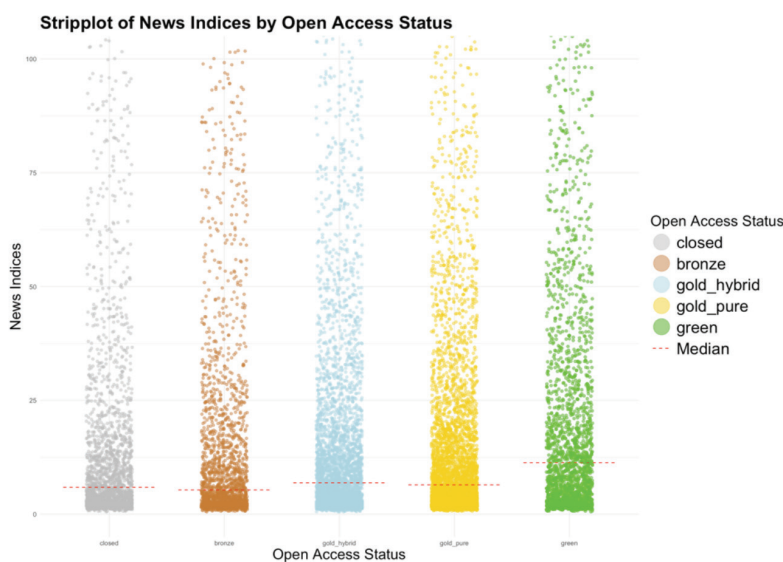 Stripplot of News Indices by Open Access Status
100
75
50
25
0
News Indices
closed
bronze
gold_hybrid
gold_pure
green
Open Access Status
Open Access Status
closed
bronze
gold_hybrid
gold_pure
green
Median